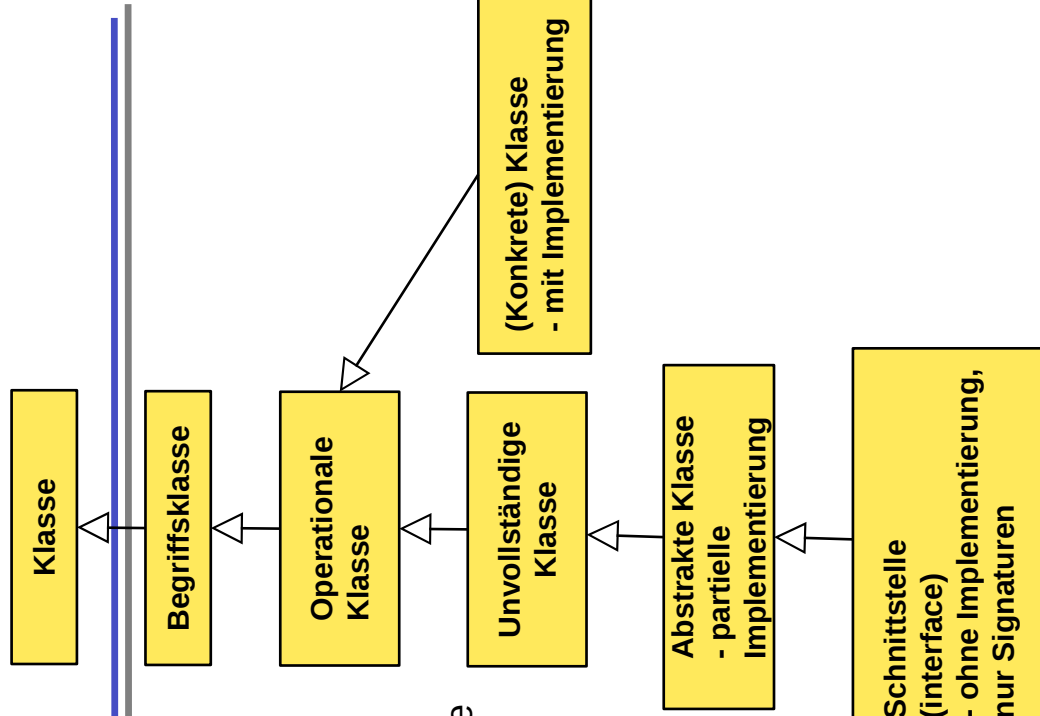 Klasse
Begriffsklasse
Operationale
Klasse
(Konkrete) Klasse
- mit Implementierung
Unvollständige
Klasse
Abstrakte Klasse
- partielle
Implementierung
Schnittstelle
(interface)
- ohne Implementierung,
nur Signaturen
e